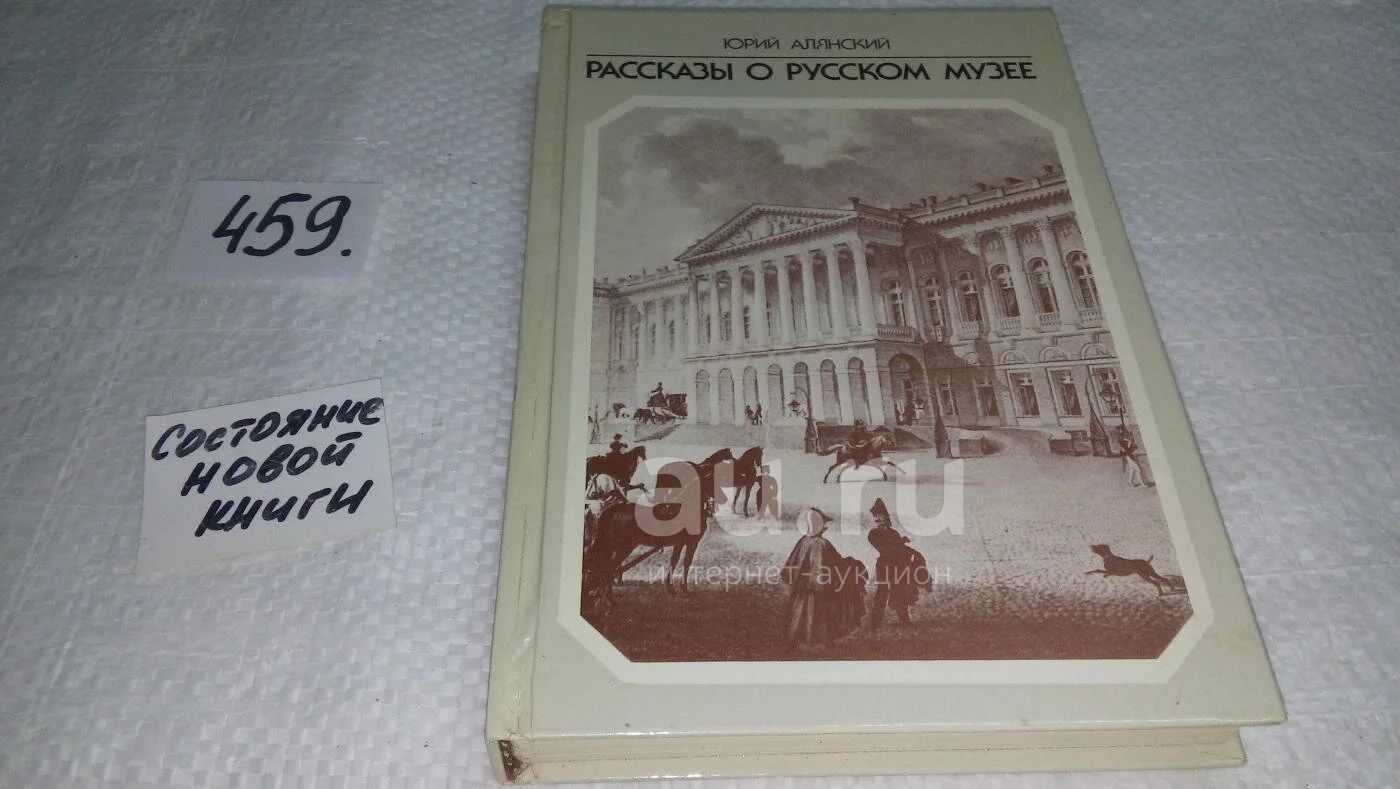 ЮРИЙ АЛЯНСКИЙ
РАССКАЗЫ О РУССКОМ МУЗЕЕ
459.
Состояние
новой
книги
au.ru
интернет-аукцион